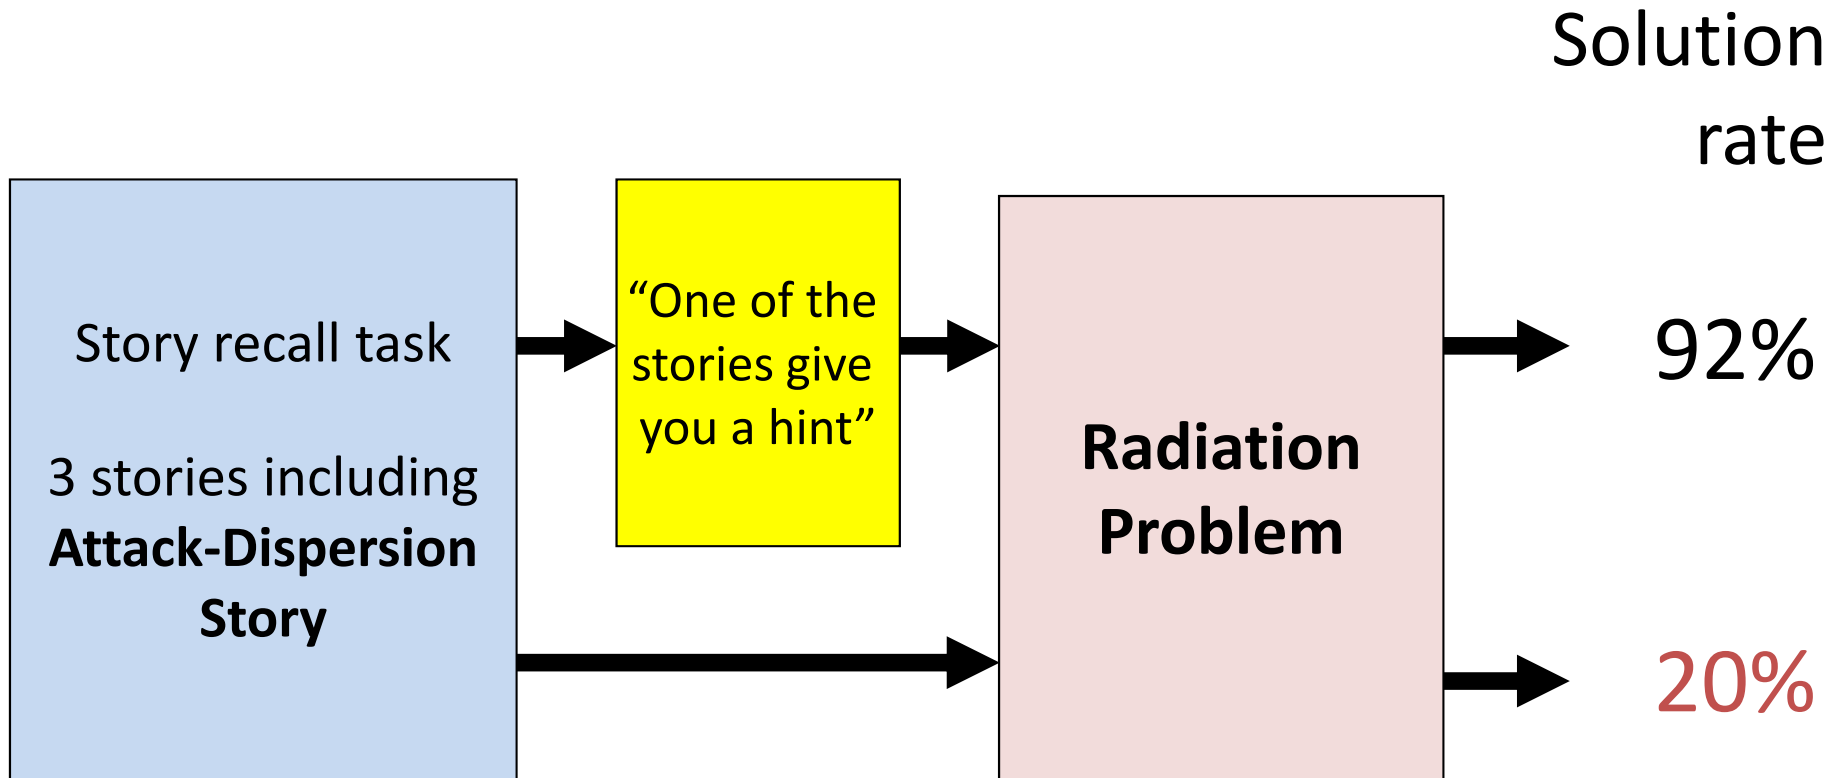 Solution
rate
Story recall task
3 stories including
Attack-Dispersion
Story
“One of the
stories give
you a hint”
Radiation
Problem
92%
20%